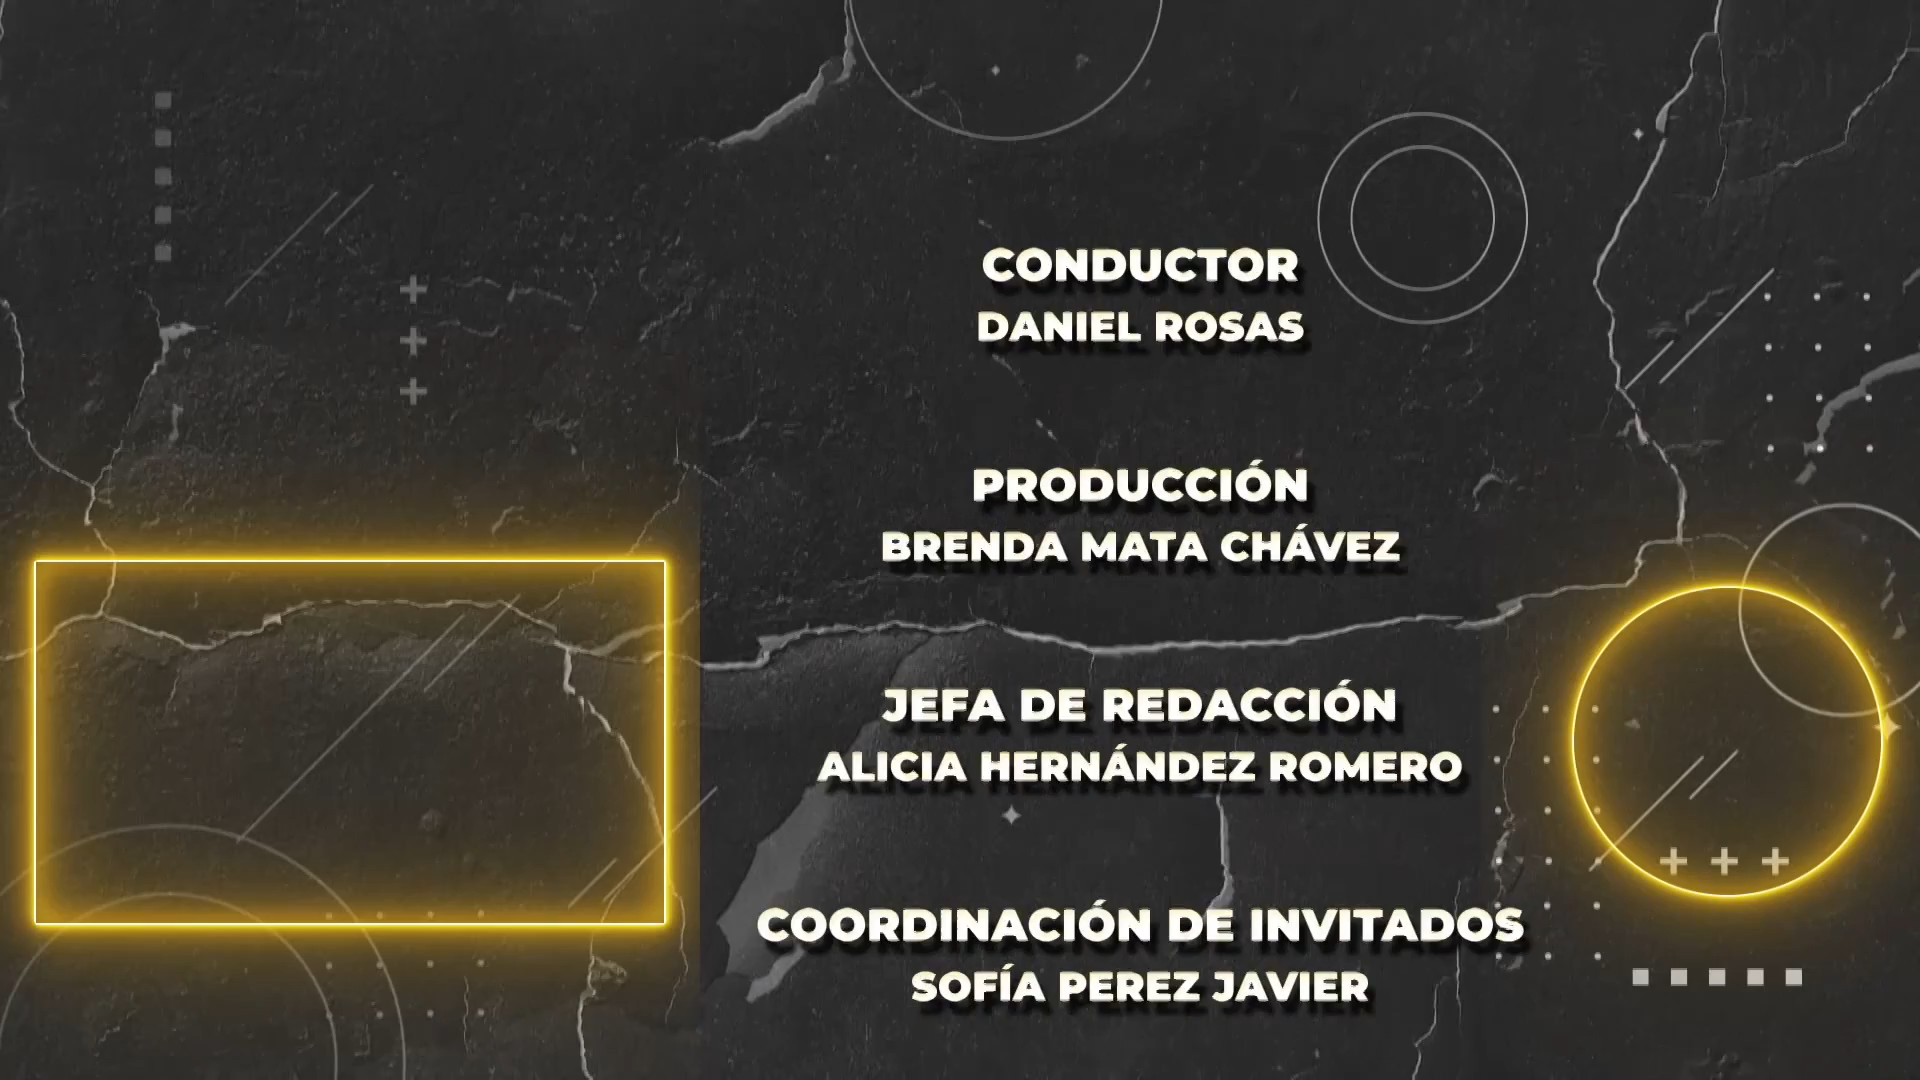 CONDUCTOR
DANIEL ROSAS
PRODUCCIÓN
BRENDA MATA CHÁVEZ
JEFA DE REDACCIÓN
ALICIA HERNÁNDEZ ROMERO
COORDINACIÓN DE INVITADOS
SOFÍA PEREZ JAVIER